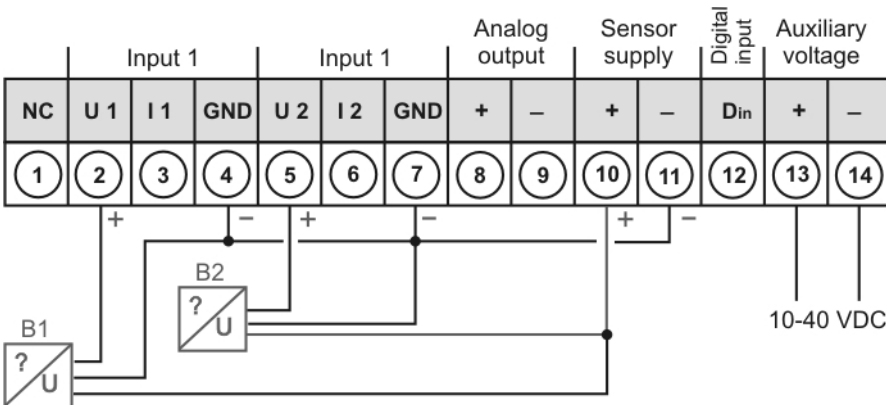 Analog output
Sensor supply
Digital input
Auxiliary voltage
Input 1
Input 1
NC U 1 I 1 GND U 2 I 2 GND + – + – Din + –
1 2 3 4 5 6 7 8 9 10 11 12 13 14
+ – + – + –
B2
?
U
10-40 VDC
B1
?
U